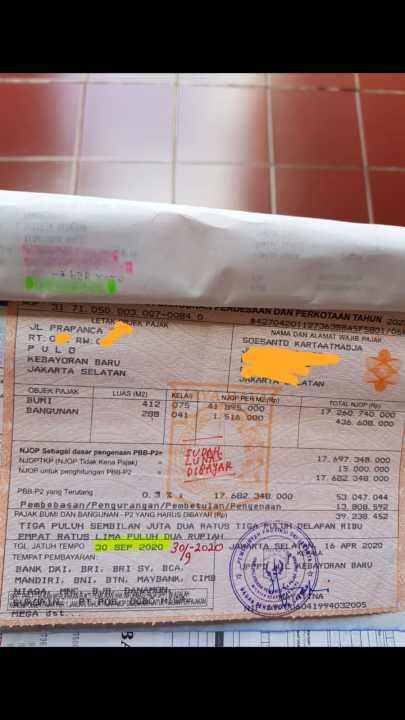 PERDESAAN DAN PERKOTAAN TAHUN
NOP 31.71.050.003.007-0084.0
LETAK OBJEK PAJAK
NAMA DAN ALAMAT WAJIB PAJAK
JL PRAPANCA
SOEBANTO KARTAATMADJA
RT: RW:
PULO
KEBAYORAN BARU
JAKARTA SELATAN
JAKARTA SELATAN
OBJEK PAJAK LUAS (M2) KELAS NJOP PER M2 (Rp) TOTAL NJOP (Rp)
BUMI 412 075 41 895.000 17 260 740 000
BANGUNAN 288 041 1.516.000 436 608.000
NJOP Sebagai dasar pengenaan PBB-P2=
NJOPTKP (NJOP Tidak Kena Pajak) =
NJOP untuk penghitungan PBB-P2 =
SUDAH
LUNAS
DIBAYAR
17.697 348.000
15 000.000
17 682 348 000
PBB-P2 yang Terutang 0.3 % x 17.682 348 000 53 047.044
Pembebasan/Pengurangan/Pembetulan/Pengenaan 13 808 592
PAJAK BUMI DAN BANGUNAN - P2 YANG HARUS DIBAYAR (Rp) 39 238 452
TIGA PULUH SEMBILAN JUTA DUA RATUS TIGA PULUH DELAPAN RIBU
EMPAT RATUS LIMA PULUH DUA RUPIAH
TGL. JATUH TEMPO 30 SEP 2020 30/9-2020 JAKARTA SELATAN 16 APR 2020
TEMPAT PEMBAYARAN:
BANK DKI, BRI, BRI SY, BCA,
KEBAYORAN BARU
MANDIRI, BNI, BTN, MAYBANK, CIMB
NIAGA
MEGA dst.